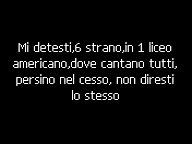 Mi detesti,6 strano,in 1 liceo
americano,dove cantano tutti,
persino nel cesso, non diresti
lo stesso